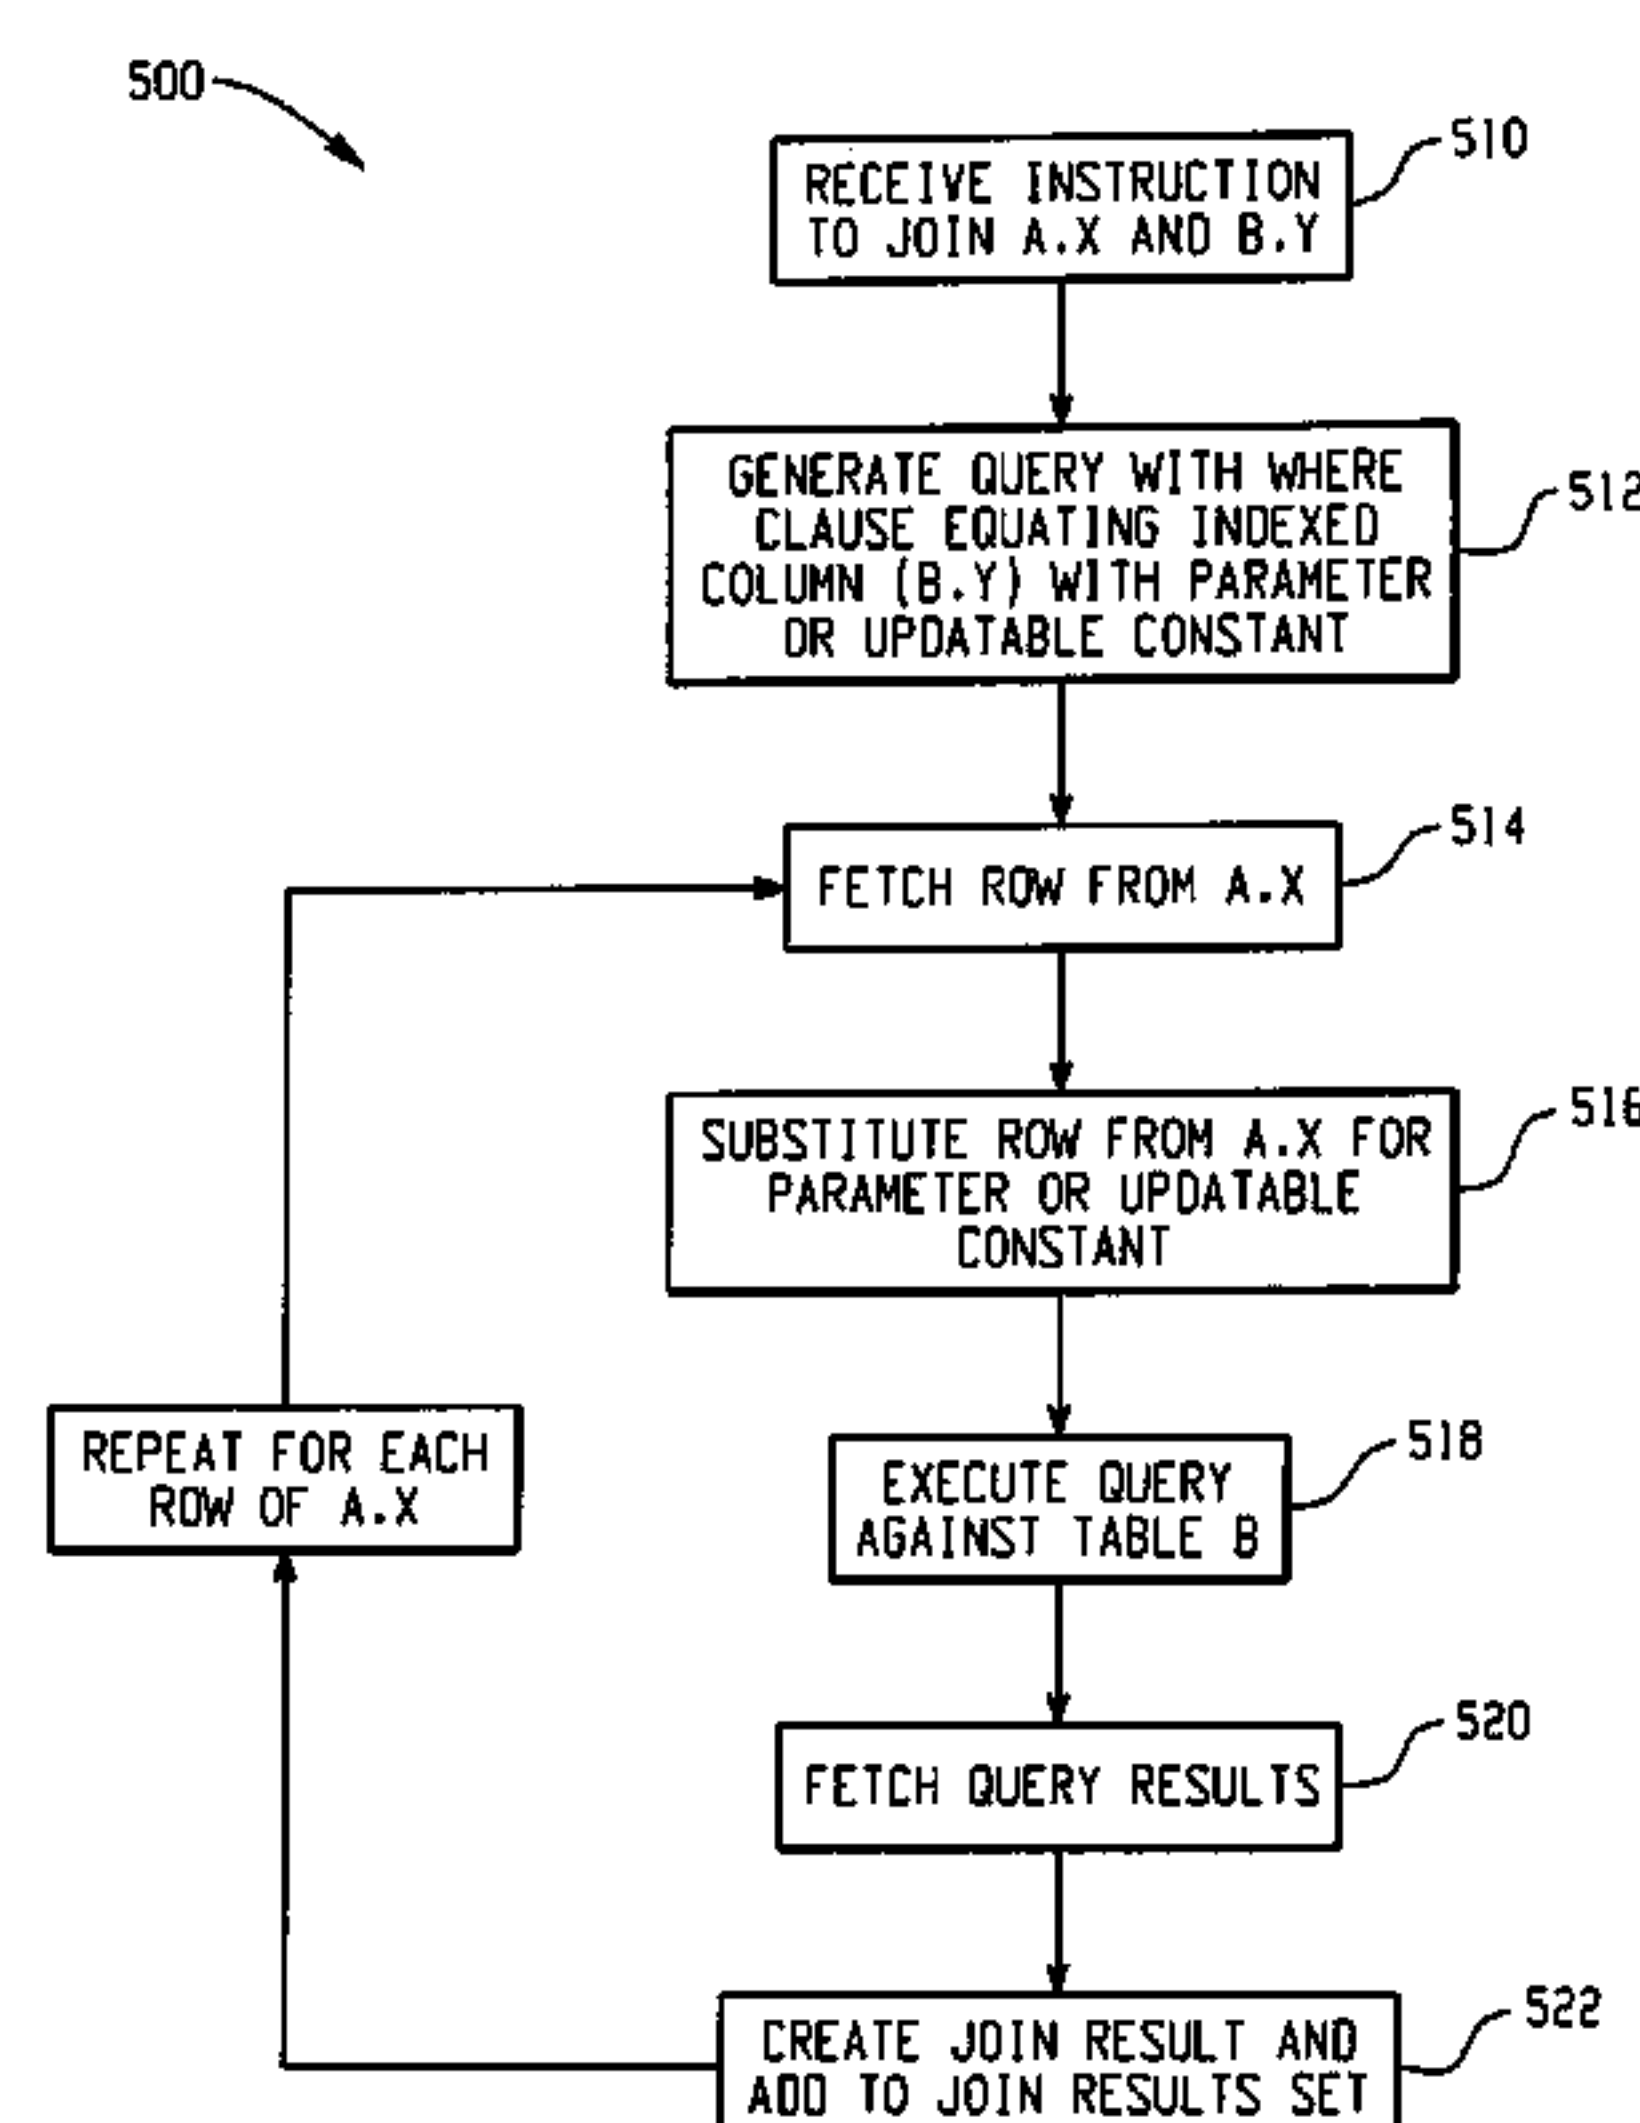 500
510
RECEIVE INSTRUCTION
TO JOIN A.X AND B.Y
512
GENERATE QUERY WITH WHERE
CLAUSE EQUATING INDEXED
COLUMN (B.Y) WITH PARAMETER
OR UPDATABLE CONSTANT
514
FETCH ROW FROM A.X
516
SUBSTITUTE ROW FROM A.X FOR
PARAMETER OR UPDATABLE
CONSTANT
518
EXECUTE QUERY
AGAINST TABLE B
REPEAT FOR EACH
ROW OF A.X
520
FETCH QUERY RESULTS
522
CREATE JOIN RESULT AND
ADD TO JOIN RESULTS SET